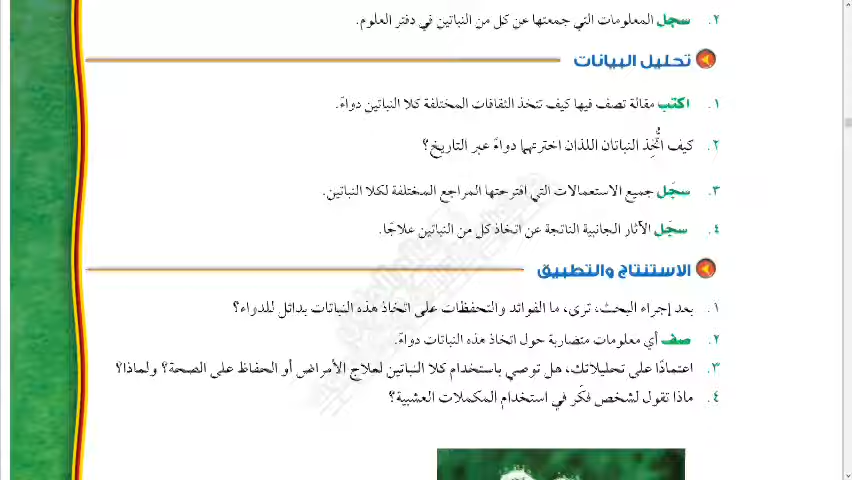 ٢. سجل المعلومات التي جمعتها عن كل من النباتين في دفتر العلوم.
تحليل البيانات
١. اكتب مقالة تصف فيها كيف تتخذ الثقافات المختلفة كلا النباتين دواءً.
٢. كيف اتُّخِذ النباتان اللذان اخترتهما دواءً عبر التاريخ؟
٣. سجّل جميع الاستعمالات التي اقترحتها المراجع المختلفة لكلا النباتين.
٤. سجّل الآثار الجانبية الناتجة عن اتخاذ كل من النباتين علاجًا.
الاستنتاج والتطبيق
١. بعد إجراء البحث، ترى، ما الفوائد والتحفظات على اتخاذ هذه النباتات بدائل للدواء؟
٢. صف أي معلومات متضاربة حول اتخاذ هذه النباتات دواءً.
٣. اعتمادًا على تحليلاتك، هل توصي باستخدام كلا النباتين لعلاج الأمراض أو الحفاظ على الصحة؟ ولماذا؟
٤. ماذا تقول لشخص فكّر في استخدام المكملات العشبية؟